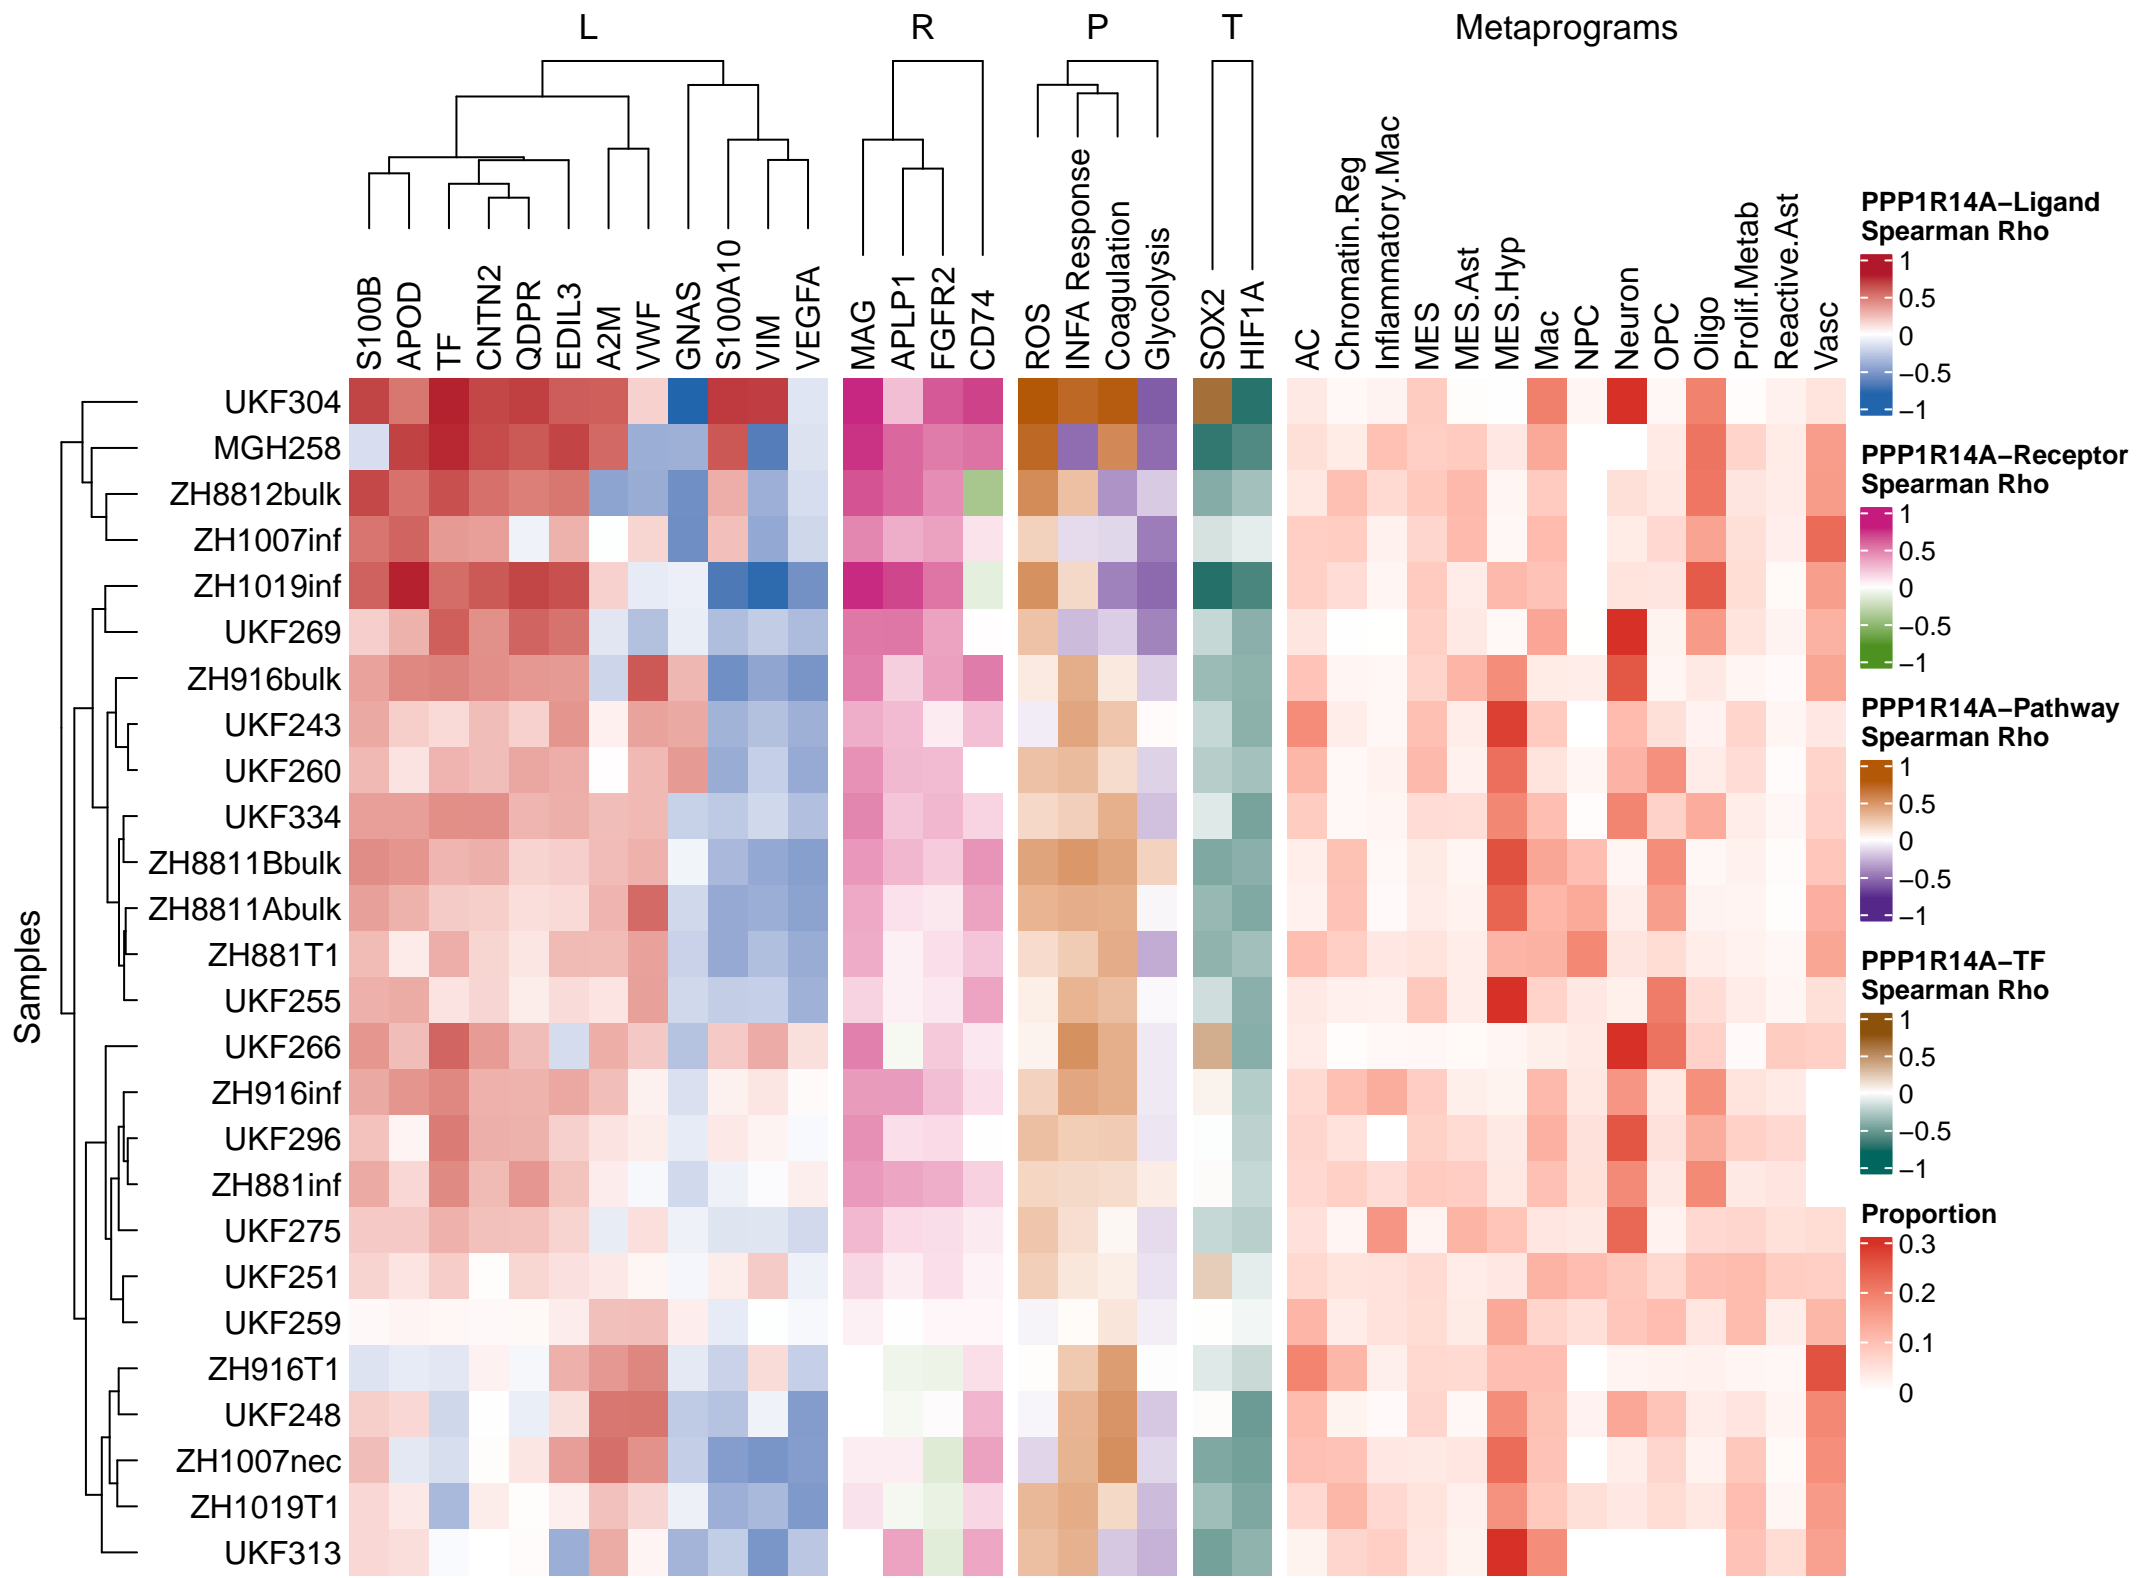 L R P T Metaprograms
S100B APOD TF CNTN2 QDPR EDIL3 A2M VWF GNAS S100A10 VIM VEGFA
MAG APLP1 FGFR2 CD74
ROS INFA Response Coagulation Glycolysis
SOX2 HIF1A
AC Chromatin.Reg Inflammatory.Mac MES MES.Ast MES.Hyp Mac NPC Neuron OPC Oligo Prolif.Metab Reactive.Ast Vasc
Samples
UKF304
MGH258
ZH8812bulk
ZH1007inf
ZH1019inf
UKF269
ZH916bulk
UKF243
UKF260
UKF334
ZH8811Bbulk
ZH8811Abulk
ZH881T1
UKF255
UKF266
ZH916inf
UKF296
ZH881inf
UKF275
UKF251
UKF259
ZH916T1
UKF248
ZH1007nec
ZH1019T1
UKF313
PPP1R14A−Ligand
Spearman Rho
1
0.5
0
−0.5
−1
PPP1R14A−Receptor
Spearman Rho
1
0.5
0
−0.5
−1
PPP1R14A−Pathway
Spearman Rho
1
0.5
0
−0.5
−1
PPP1R14A−TF
Spearman Rho
1
0.5
0
−0.5
−1
Proportion
0.3
0.2
0.1
0